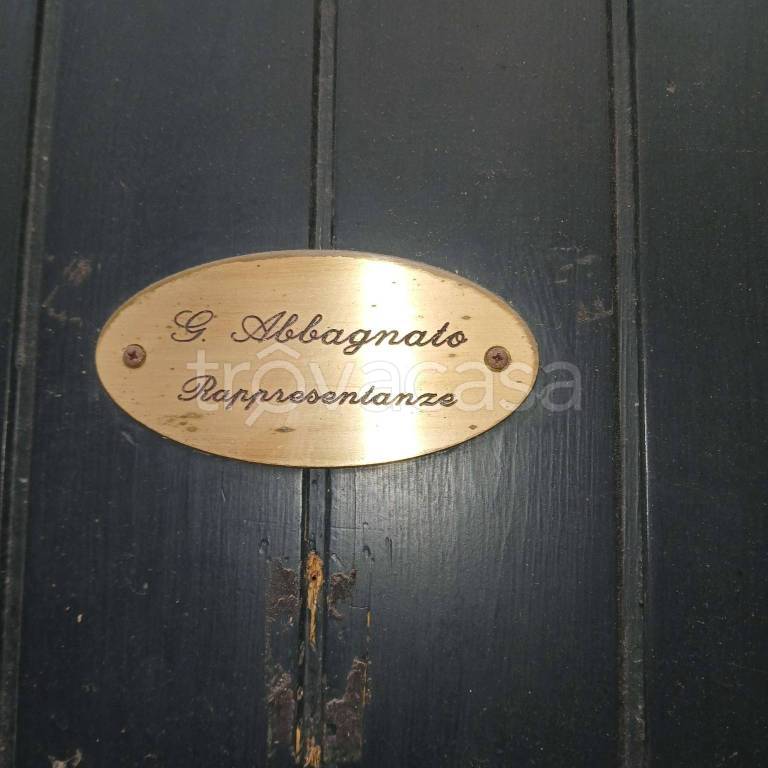 G. Abbagnato
Rappresentanze
trovacasa